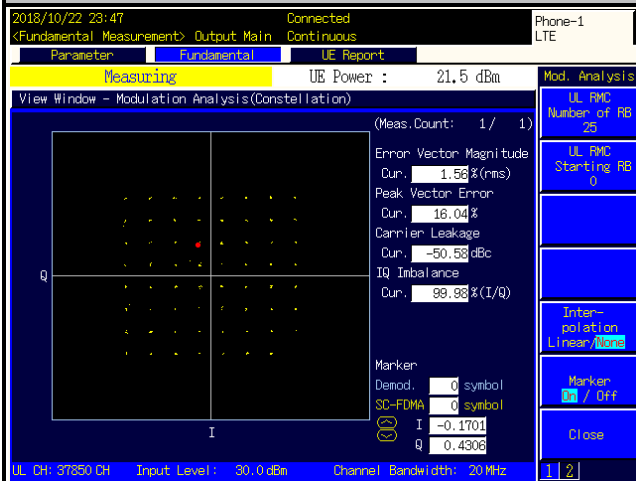 2018/10/22 23:47 Connected Phone-1
<Fundamental Measurement> Output Main Continuous LTE
Parameter Fundamental UE Report
Measuring UE Power : 21.5 dBm Mod. Analysis
View Window - Modulation Analysis(Constellation)
UL RMC
Number of RB
25
(Meas.Count: 1/ 1)
Error Vector Magnitude
Cur. 1.56 %(rms)
UL RMC
Starting RB
0
Peak Vector Error
Cur. 16.04 %
Carrier Leakage
Cur. -50.58 dBc
IQ Imbalance
Cur. 99.98 %(I/Q)
Q
Inter-
polation
Linear/None
Marker
Demod. 0 symbol
SC-FDMA 0 symbol
I -0.1701
Q 0.4306
Marker
On / Off
I
Close
UL CH: 37850 CH Input Level: 30.0 dBm Channel Bandwidth: 20 MHz 1 2